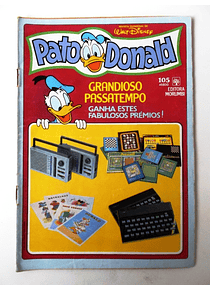 WALT DISNEY
Pato Donald
GRANDIOSO
PASSATEMPO
GANHA ESTES
FABULOSOS PRÉMIOS!
105
EDITORA
MORUMBI